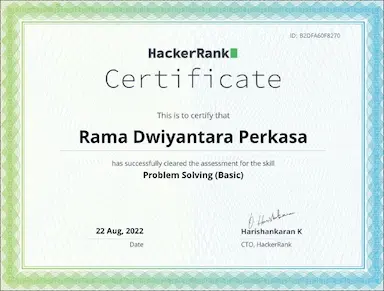 ID: B2DFA60F8270
HackerRank
Certificate
This is to certify that
Rama Dwiyantara Perkasa
has successfully cleared the assessment for the skill
Problem Solving (Basic)
22 Aug, 2022
Date
Harishankaran K
CTO, HackerRank